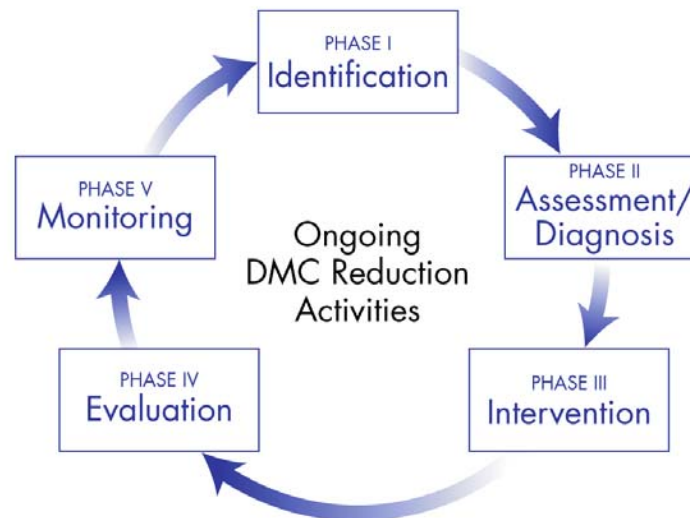 PHASE I
Identification
PHASE II
Assessment/
Diagnosis
PHASE III
Intervention
PHASE IV
Evaluation
PHASE V
Monitoring
Ongoing
DMC Reduction
Activities